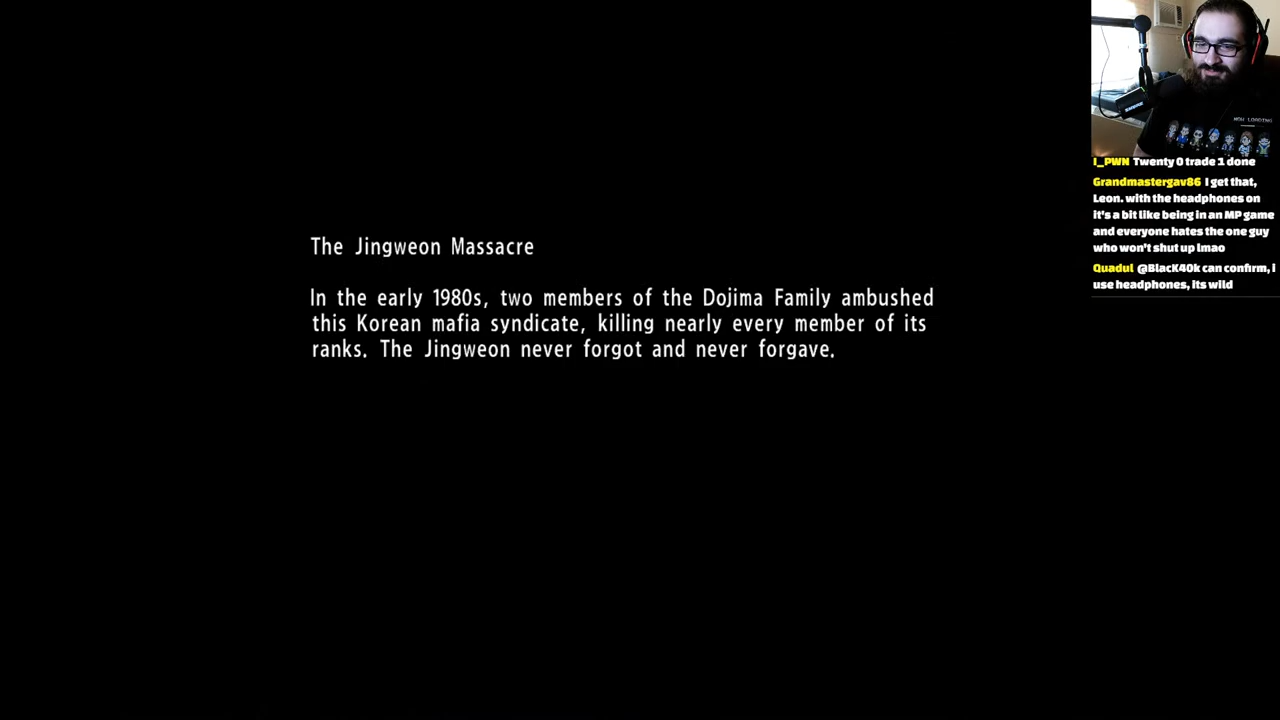 The Jingweon Massacre
In the early 1980s, two members of the Dojima Family ambushed
this Korean mafia syndicate, killing nearly every member of its
ranks. The Jingweon never forgot and never forgave.
NOW LOADING
I_PWN Twenty 0 trade 1 done
Grandmastergav86 I get that,
Leon. with the headphones on
it's a bit like being in an MP game
and everyone hates the one guy
who won't shut up lmao
Quadul @BlacK40k can confirm, i
use headphones, its wild